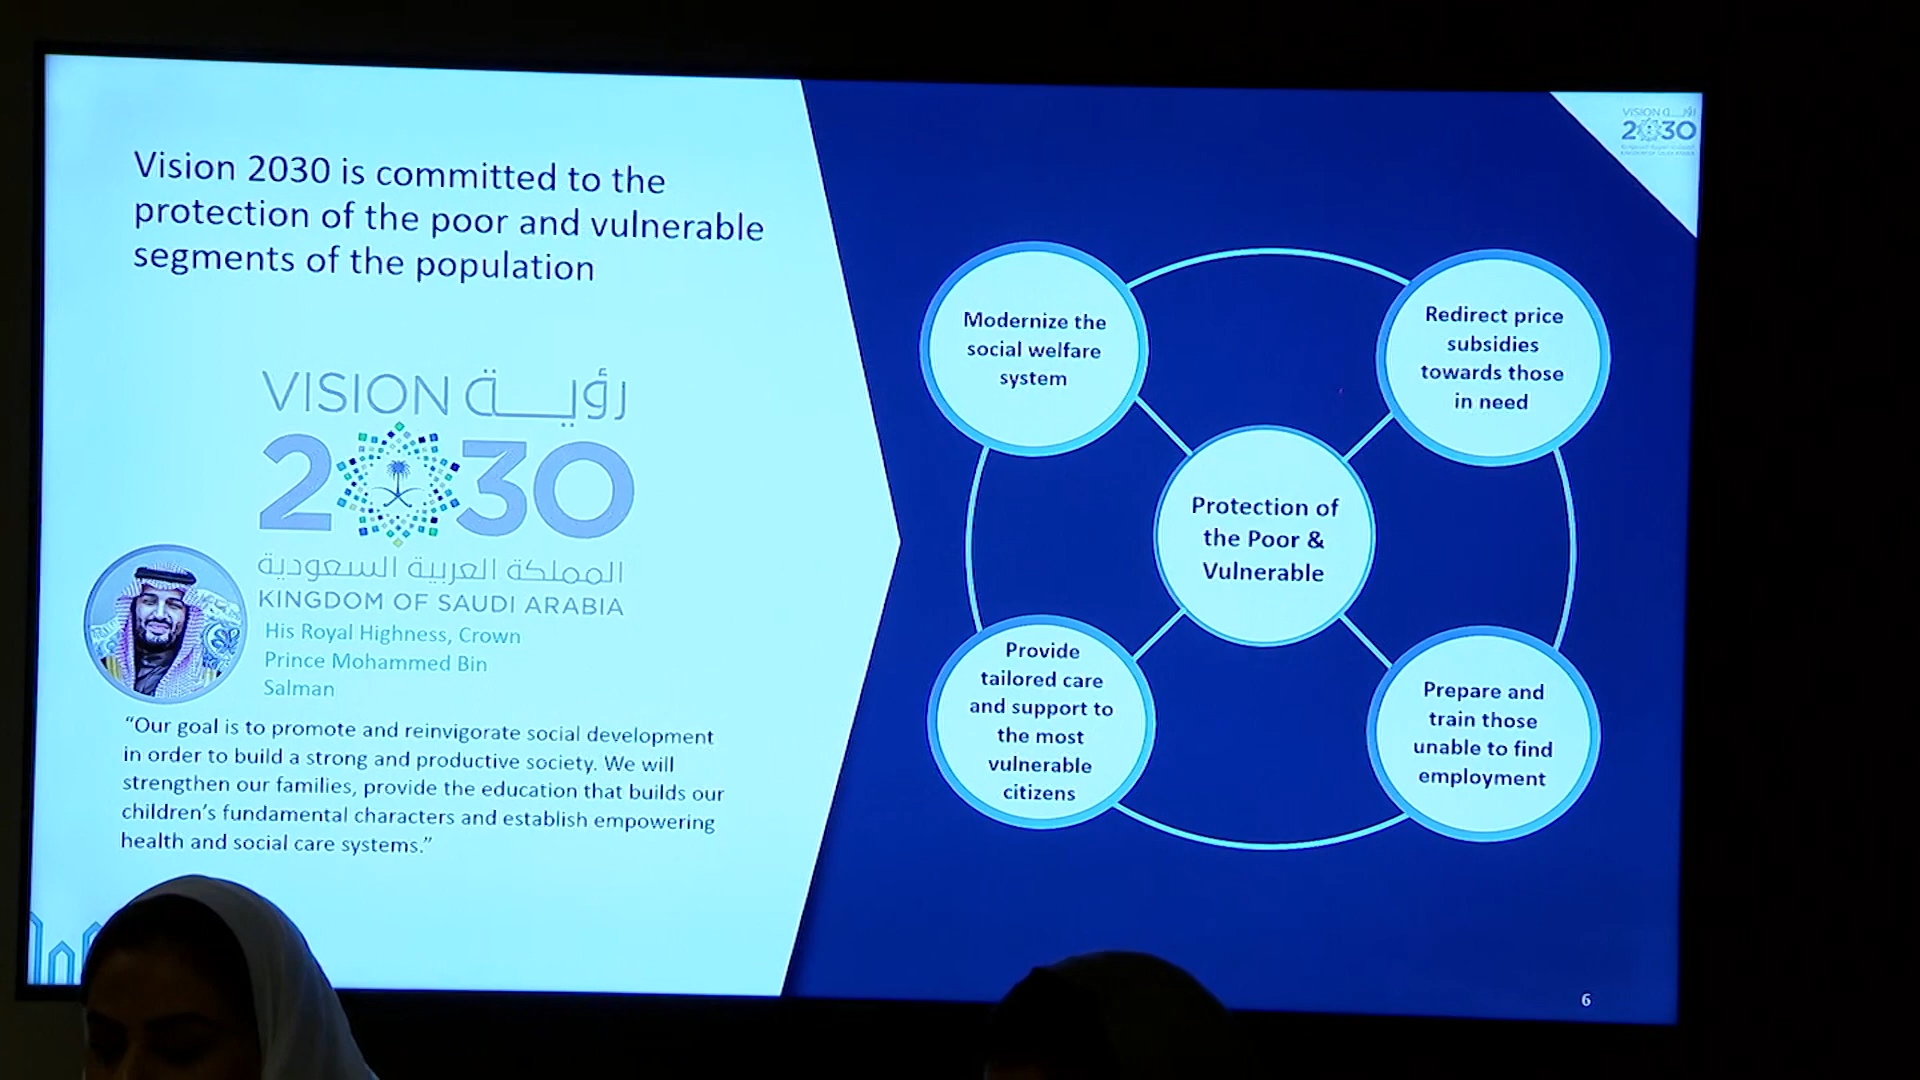 Vision 2030 is committed to the
protection of the poor and vulnerable
segments of the population
VISION رؤيــة
2030
المملكة العربية السعودية
KINGDOM OF SAUDI ARABIA
His Royal Highness, Crown
Prince Mohammed Bin
Salman
“Our goal is to promote and reinvigorate social development
in order to build a strong and productive society. We will
strengthen our families, provide the education that builds our
children’s fundamental characters and establish empowering
health and social care systems.”
VISION رؤيــة
2030
Modernize the
social welfare
system
Redirect price
subsidies
towards those
in need
Protection of
the Poor &
Vulnerable
Provide
tailored care
and support to
the most
vulnerable
citizens
Prepare and
train those
unable to find
employment
6